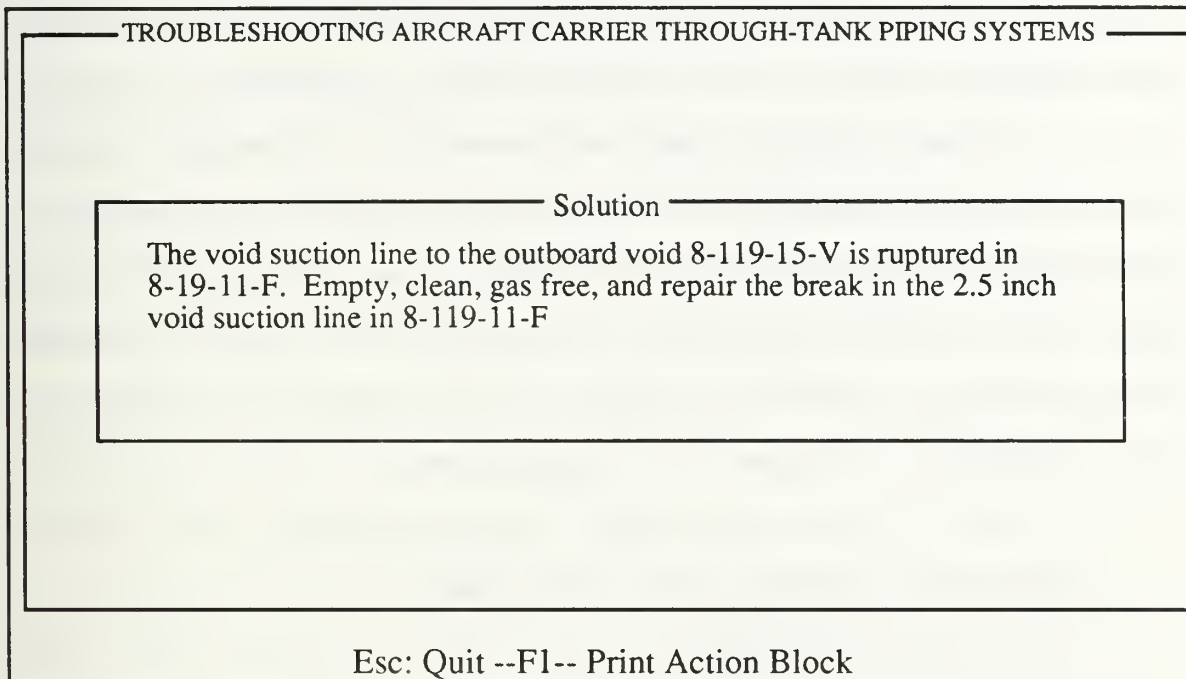 TROUBLESHOOTING AIRCRAFT CARRIER THROUGH-TANK PIPING SYSTEMS
Solution
The void suction line to the outboard void 8-119-15-V is ruptured in
8-19-11-F. Empty, clean, gas free, and repair the break in the 2.5 inch
void suction line in 8-119-11-F
Esc: Quit --F1-- Print Action Block